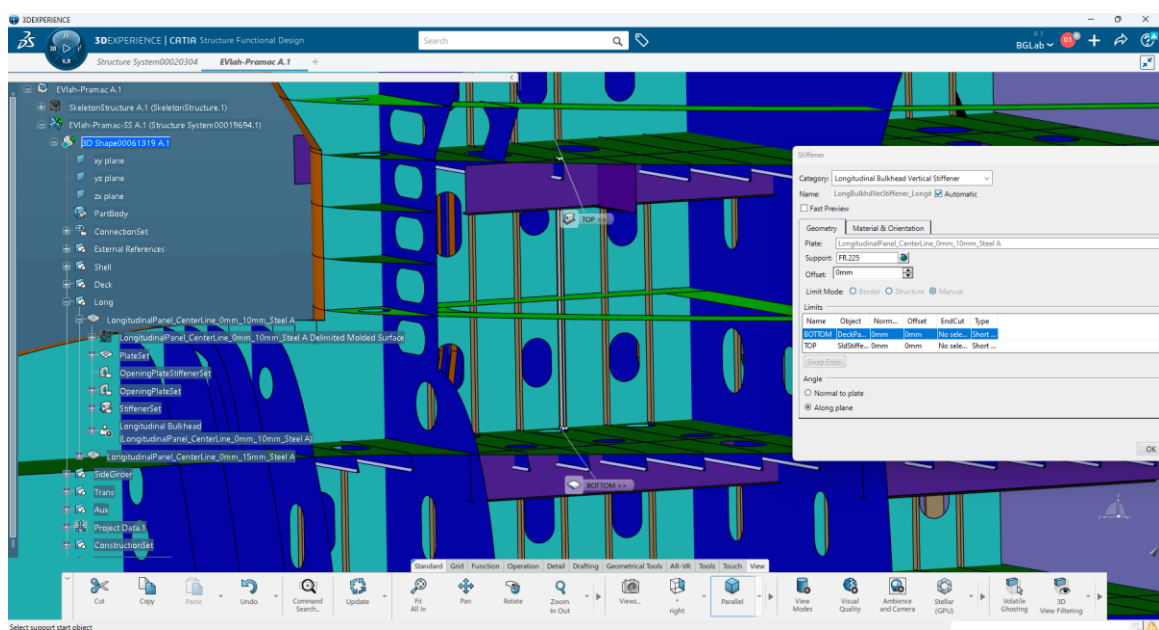 3DEXPERIENCE
3DEXPERIENCE | CATIA Structure Functional Design
Search
BGLab
Structure System00020304
EVlah-Pramac A.1
EVlah-Pramac A.1
SkeletonStructure A.1 (SkeletonStructure.1)
EVlah-Pramac-SS A.1 (Structure System00019694.1)
3D Shape00061319 A.1
xy plane
yz plane
zx plane
PartBody
ConnectionSet
External References
Shell
Deck
Long
LongitudinalPanel_CenterLine_0mm_10mm_Steel A
LongitudinalPanel_CenterLine_0mm_10mm_Steel A Delimited Molded Surface
PlateSet
OpeningPlateStiffenerSet
OpeningPlateSet
StiffenerSet
Longitudinal Bulkhead
(LongitudinalPanel_CenterLine_0mm_10mm_Steel A)
LongitudinalPanel_CenterLine_0mm_15mm_Steel A
SideGirder
Trans
Aux
Project Data.1
ConstructionSet
TOP >>
BOTTOM >>
Stiffener
Category: Longitudinal Bulkhead Vertical Stiffener
Name: LongBulkhdVerStiffener_Longit Automatic
Fast Preview
Geometry Material & Orientation
Plate: LongitudinalPanel_CenterLine_0mm_10mm_Steel A
Support: FR.225
Offset: 0mm
Limit Mode: Border Structure Manual
Limits
Name Object Norm... Offset EndCut Type
BOTTOM DeckPa... 0mm 0mm No sele... Short ...
TOP SldStiffe... 0mm 0mm No sele... Short ...
Swap Ends
Angle
Normal to plate
Along plane
OK
Standard Grid Function Operation Detail Drafting Geometrical Tools AR-VR Tools Touch View
Cut Copy Paste Undo Command Search... Update Fit All In Pan Rotate Zoom In Out Views... right Parallel View Modes Visual Quality Ambience and Camera Stellar (GPU) Volatile Ghosting 3D View Filtering
Select support start object